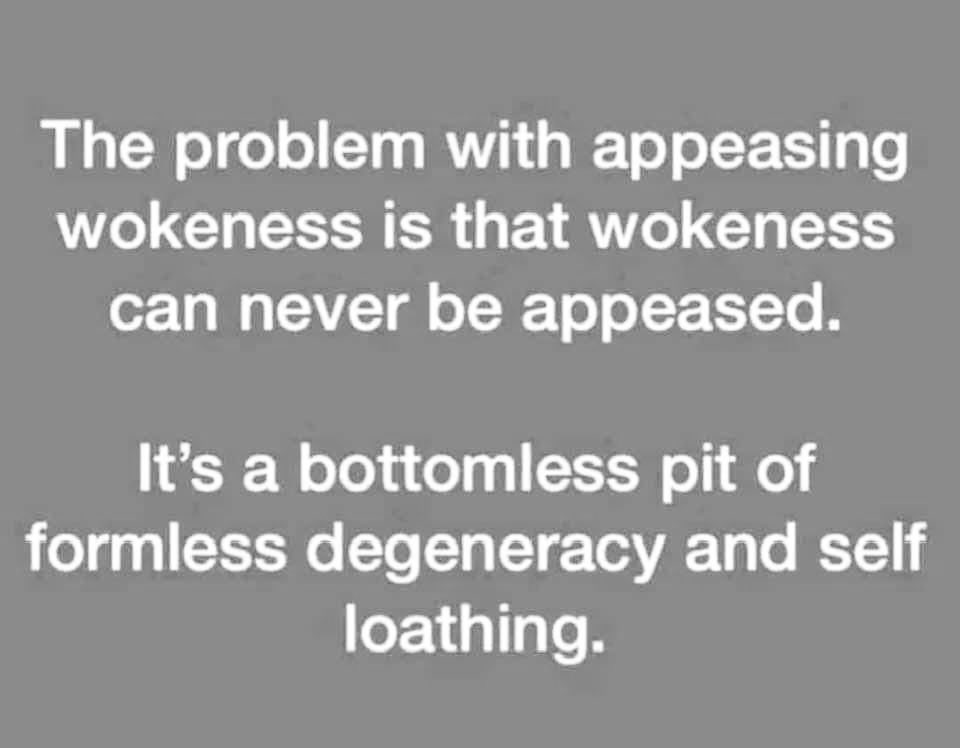 The problem with appeasing
wokeness is that wokeness
can never be appeased.
It’s a bottomless pit of
formless degeneracy and self
loathing.